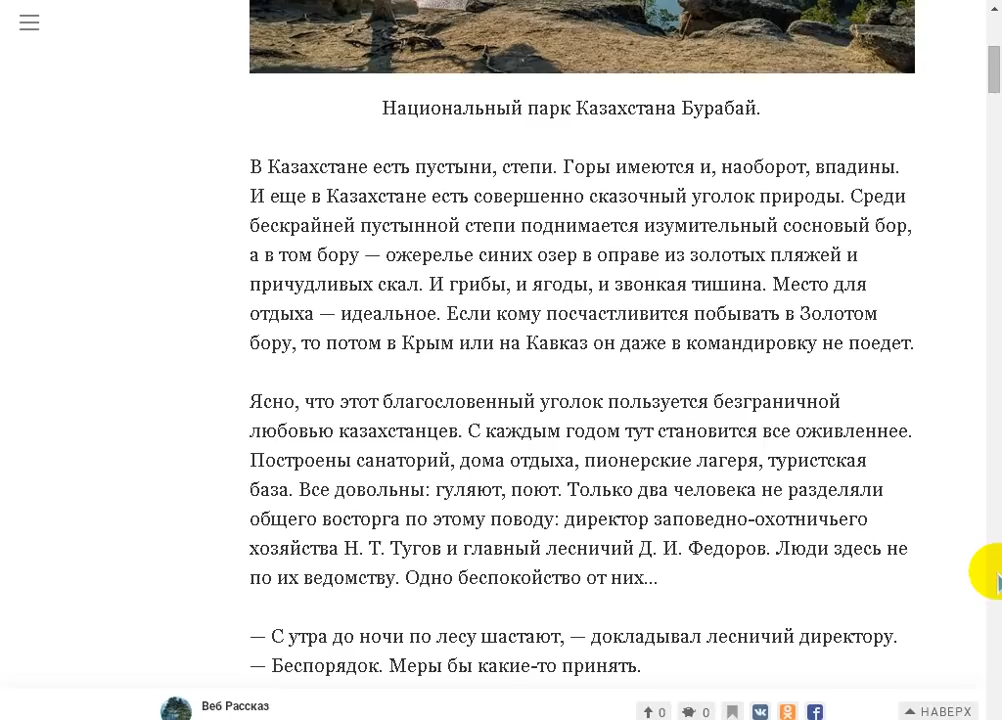 Национальный парк Казахстана Бурабай.
В Казахстане есть пустыни, степи. Горы имеются и, наоборот, впадины.
И еще в Казахстане есть совершенно сказочный уголок природы. Среди
бескрайней пустынной степи поднимается изумительный сосновый бор,
а в том бору — ожерелье синих озер в оправе из золотых пляжей и
причудливых скал. И грибы, и ягоды, и звонкая тишина. Место для
отдыха — идеальное. Если кому посчастливится побывать в Золотом
бору, то потом в Крым или на Кавказ он даже в командировку не поедет.
Ясно, что этот благословенный уголок пользуется безграничной
любовью казахстанцев. С каждым годом тут становится все оживленнее.
Построены санаторий, дома отдыха, пионерские лагеря, туристская
база. Все довольны: гуляют, поют. Только два человека не разделяли
общего восторга по этому поводу: директор заповедно-охотничьего
хозяйства Н. Т. Тугов и главный лесничий Д. И. Федоров. Люди здесь не
по их ведомству. Одно беспокойство от них...
— С утра до ночи по лесу шастают, — докладывал лесничий директору.
— Беспорядок. Меры бы какие-то принять.
Веб Рассказ
0 0 НАВЕРХ